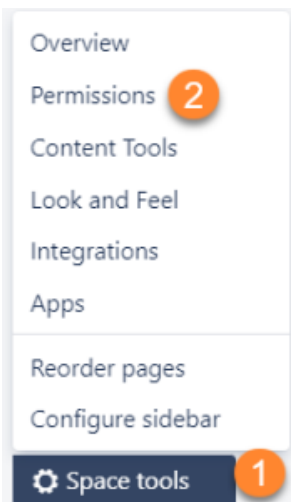 Overview
Permissions 2
Content Tools
Look and Feel
Integrations
Apps
Reorder pages
Configure sidebar
Space tools 1